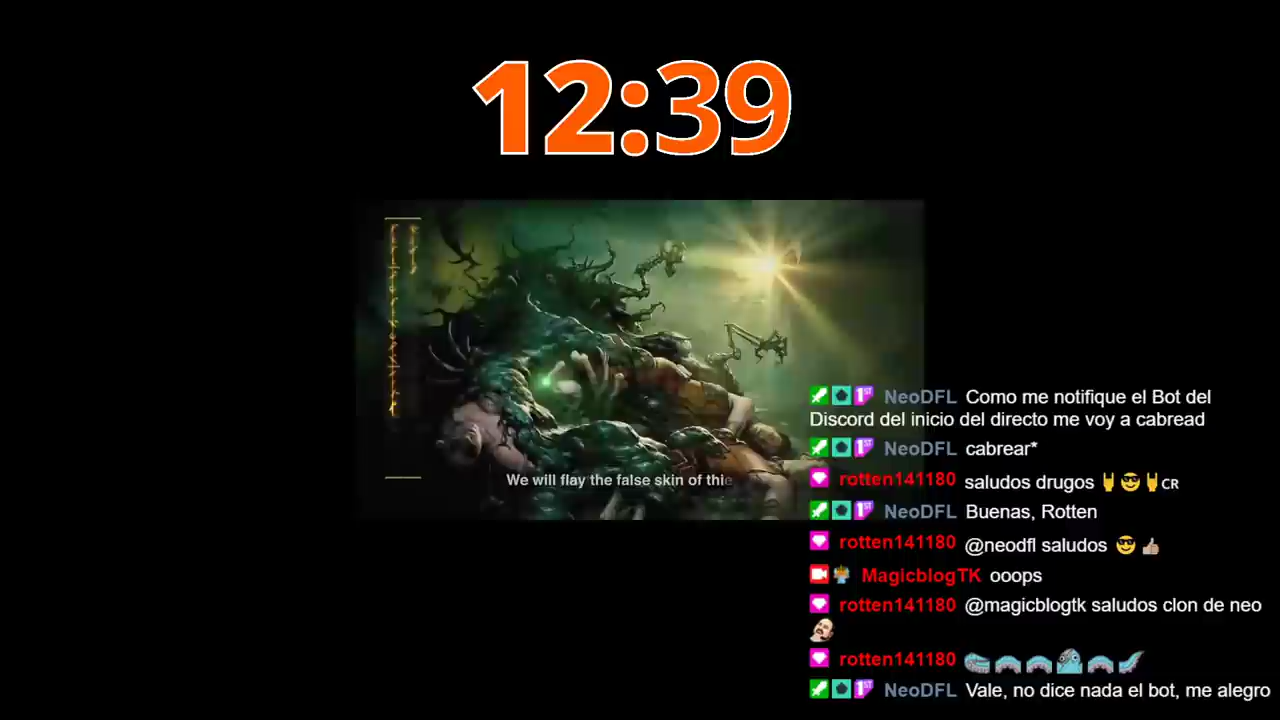 12:39
We will flay the false skin of thi
NeoDFL Como me notifique el Bot del
Discord del inicio del directo me voy a cabread
NeoDFL cabrear*
rotten141180 saludos drugos 🤘😎🤘CR
NeoDFL Buenas, Rotten
rotten141180 @neodfl saludos 😎👍🏼
MagicblogTK ooops
rotten141180 @magicblogtk saludos clon de neo
rotten141180
NeoDFL Vale, no dice nada el bot, me alegro